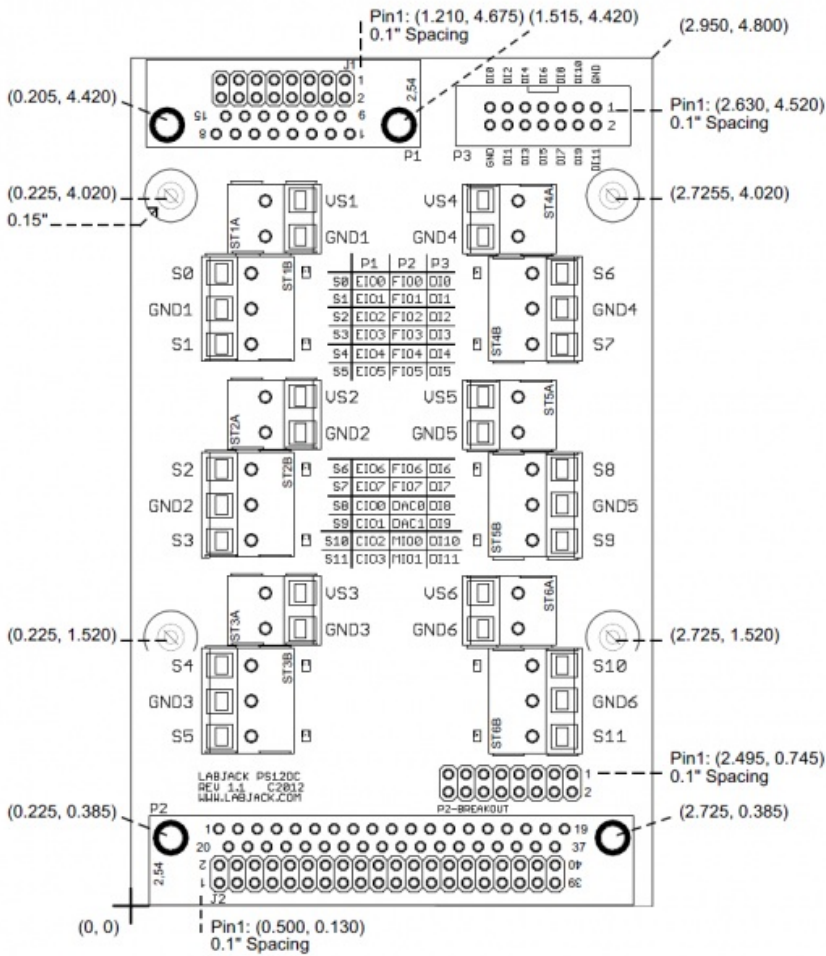 Pin1: (1.210, 4.675)
0.1" Spacing
(1.515, 4.420)
(2.950, 4.800)
J1
1
2
2,54
15
9
8
1
P1
(0.205, 4.420)
DI0 DI2 DI4 DI6 DI8 DI10 GND
1
2
P3
GND DI1 DI3 DI5 DI7 DI9 DI11
Pin1: (2.630, 4.520)
0.1" Spacing
(0.225, 4.020)
0.15"
(2.7255, 4.020)
ST1A
VS1
GND1
VS4
GND4
ST4A
S0
GND1
S1
ST1B
P1 P2 P3
S0 EIO0 FIO0 DI0
S1 EIO1 FIO1 DI1
S2 EIO2 FIO2 DI2
S3 EIO3 FIO3 DI3
S4 EIO4 FIO4 DI4
S5 EIO5 FIO5 DI5
ST4B
S6
GND4
S7
ST2A
VS2
GND2
VS5
GND5
ST5A
S2
GND2
S3
ST2B
S6 EIO6 FIO6 DI6
S7 EIO7 FIO7 DI7
S8 CIO0 DAC0 DI8
S9 CIO1 DAC1 DI9
S10 CIO2 MIO0 DI10
S11 CIO3 MIO1 DI11
ST5B
S8
GND5
S9
ST3A
VS3
GND3
VS6
GND6
ST6A
(0.225, 1.520)
(2.725, 1.520)
S4
GND3
S5
ST3B
ST6B
S10
GND6
S11
LABJACK PS12DC
REV 1.1 C2012
WWW.LABJACK.COM
1
2
P2-BREAKOUT
Pin1: (2.495, 0.745)
0.1" Spacing
(0.225, 0.385)
P2
(2.725, 0.385)
1
19
20
37
2
40
1
39
2,54
J2
(0, 0)
Pin1: (0.500, 0.130)
0.1" Spacing